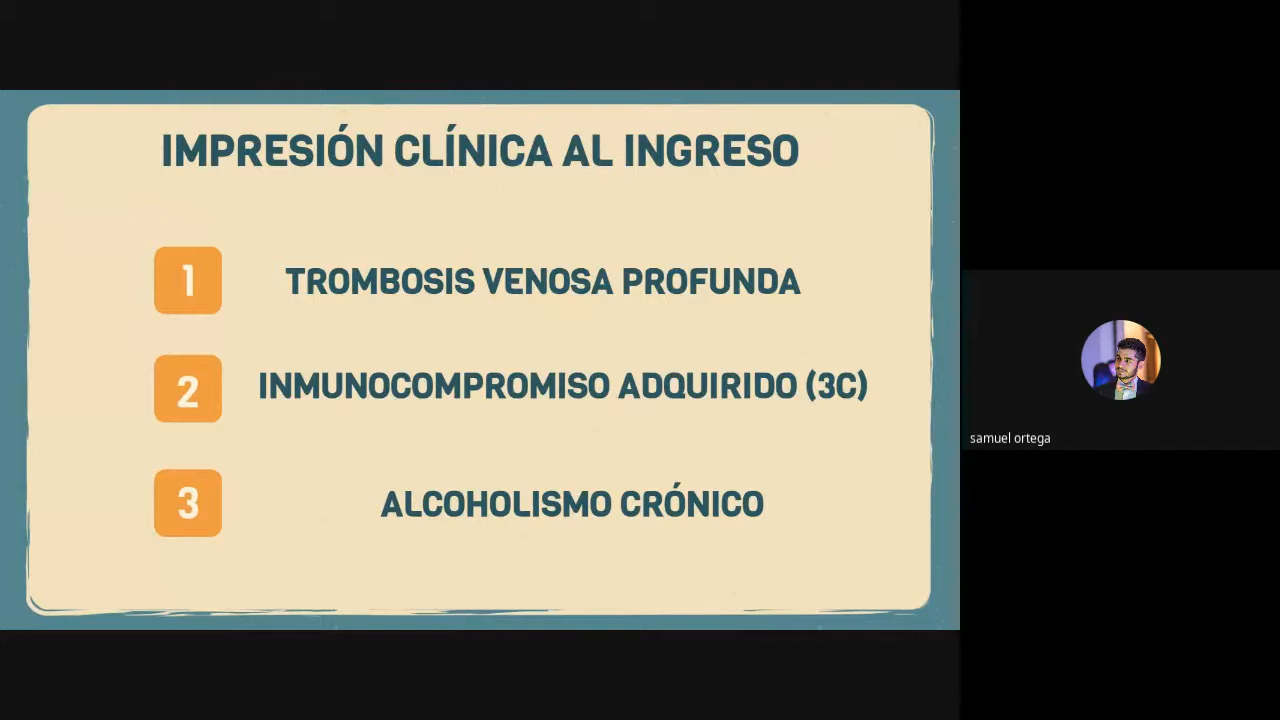 IMPRESIÓN CLÍNICA AL INGRESO
1 TROMBOSIS VENOSA PROFUNDA
2 INMUNOCOMPROMISO ADQUIRIDO (3C)
3 ALCOHOLISMO CRÓNICO
samuel ortega